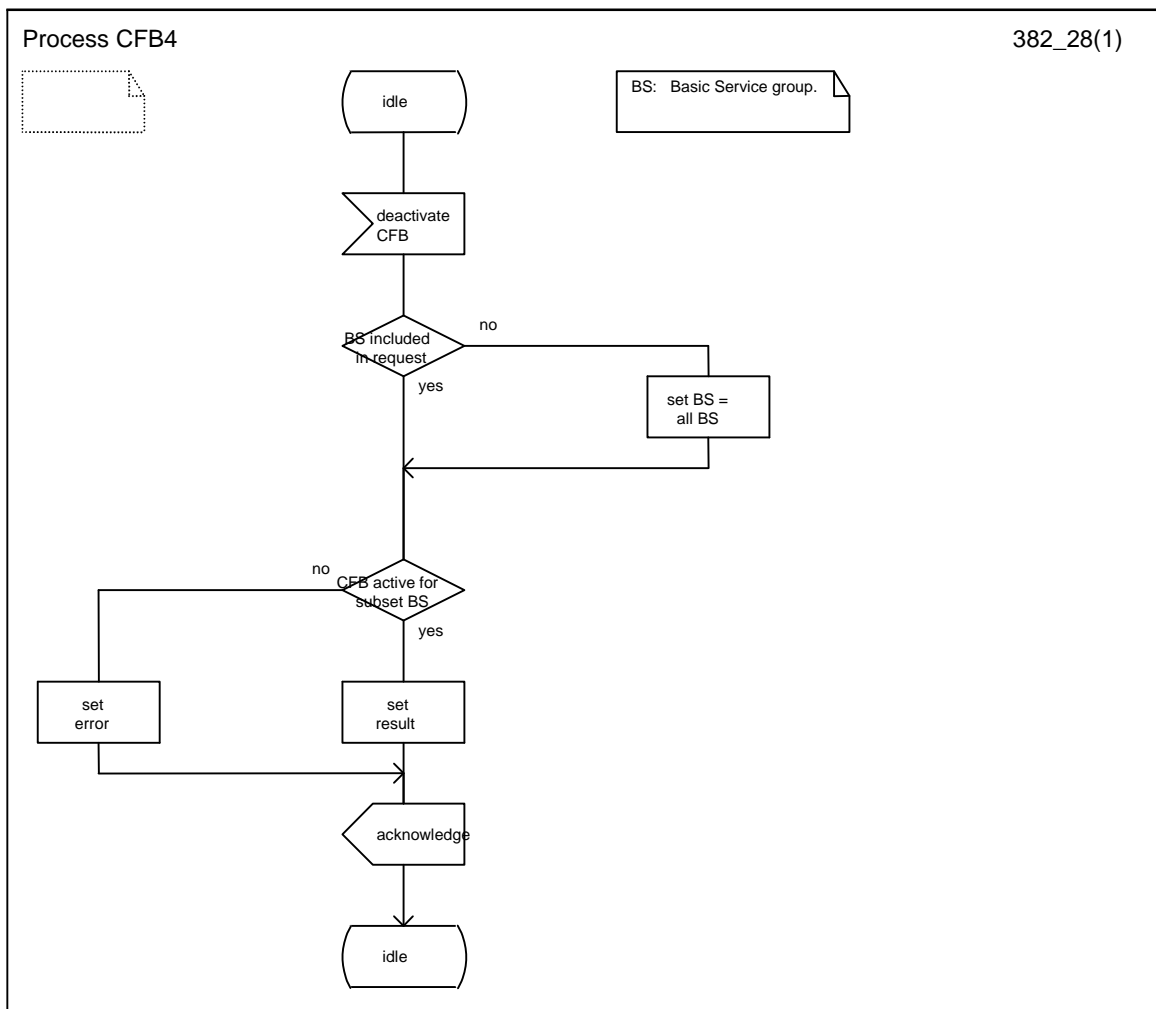 Process CFB4
382_28(1)
idle
BS: Basic Service group.
deactivate
CFB
BS included
in request
no
yes
set BS =
all BS
no
CFB active for
subset BS
yes
set
error
set
result
acknowledge
idle